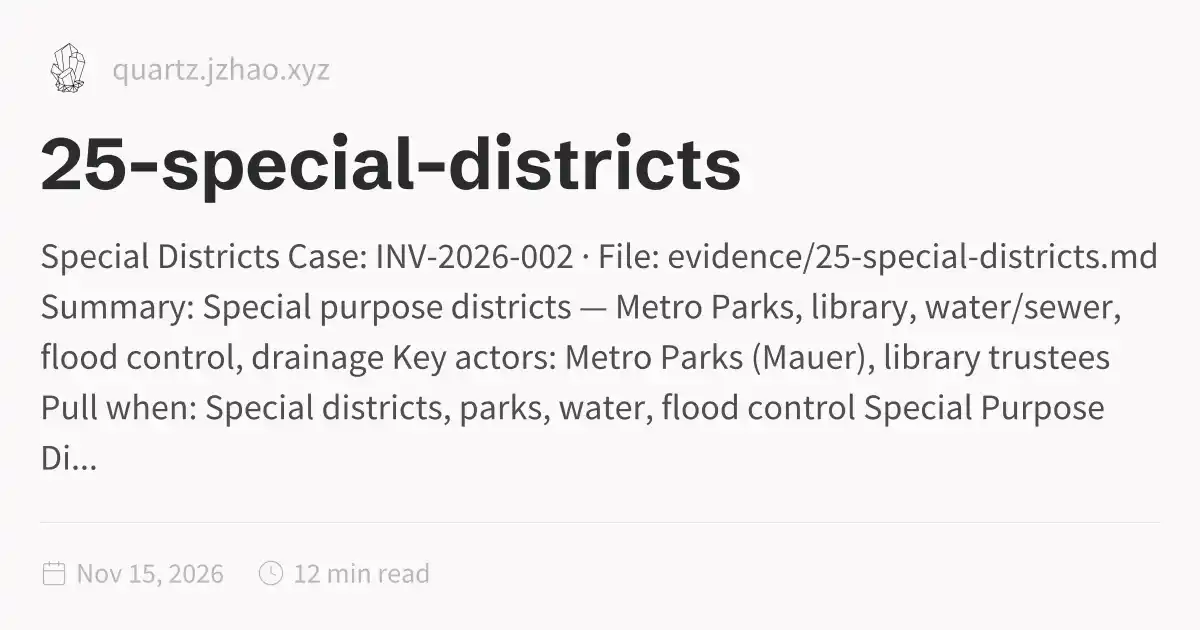 quartz.jzhao.xyz
25-special-districts
Special Districts Case: INV-2026-002 · File: evidence/25-special-districts.md
Summary: Special purpose districts — Metro Parks, library, water/sewer,
flood control, drainage Key actors: Metro Parks (Mauer), library trustees
Pull when: Special districts, parks, water, flood control Special Purpose
Di...
Nov 15, 2026 12 min read